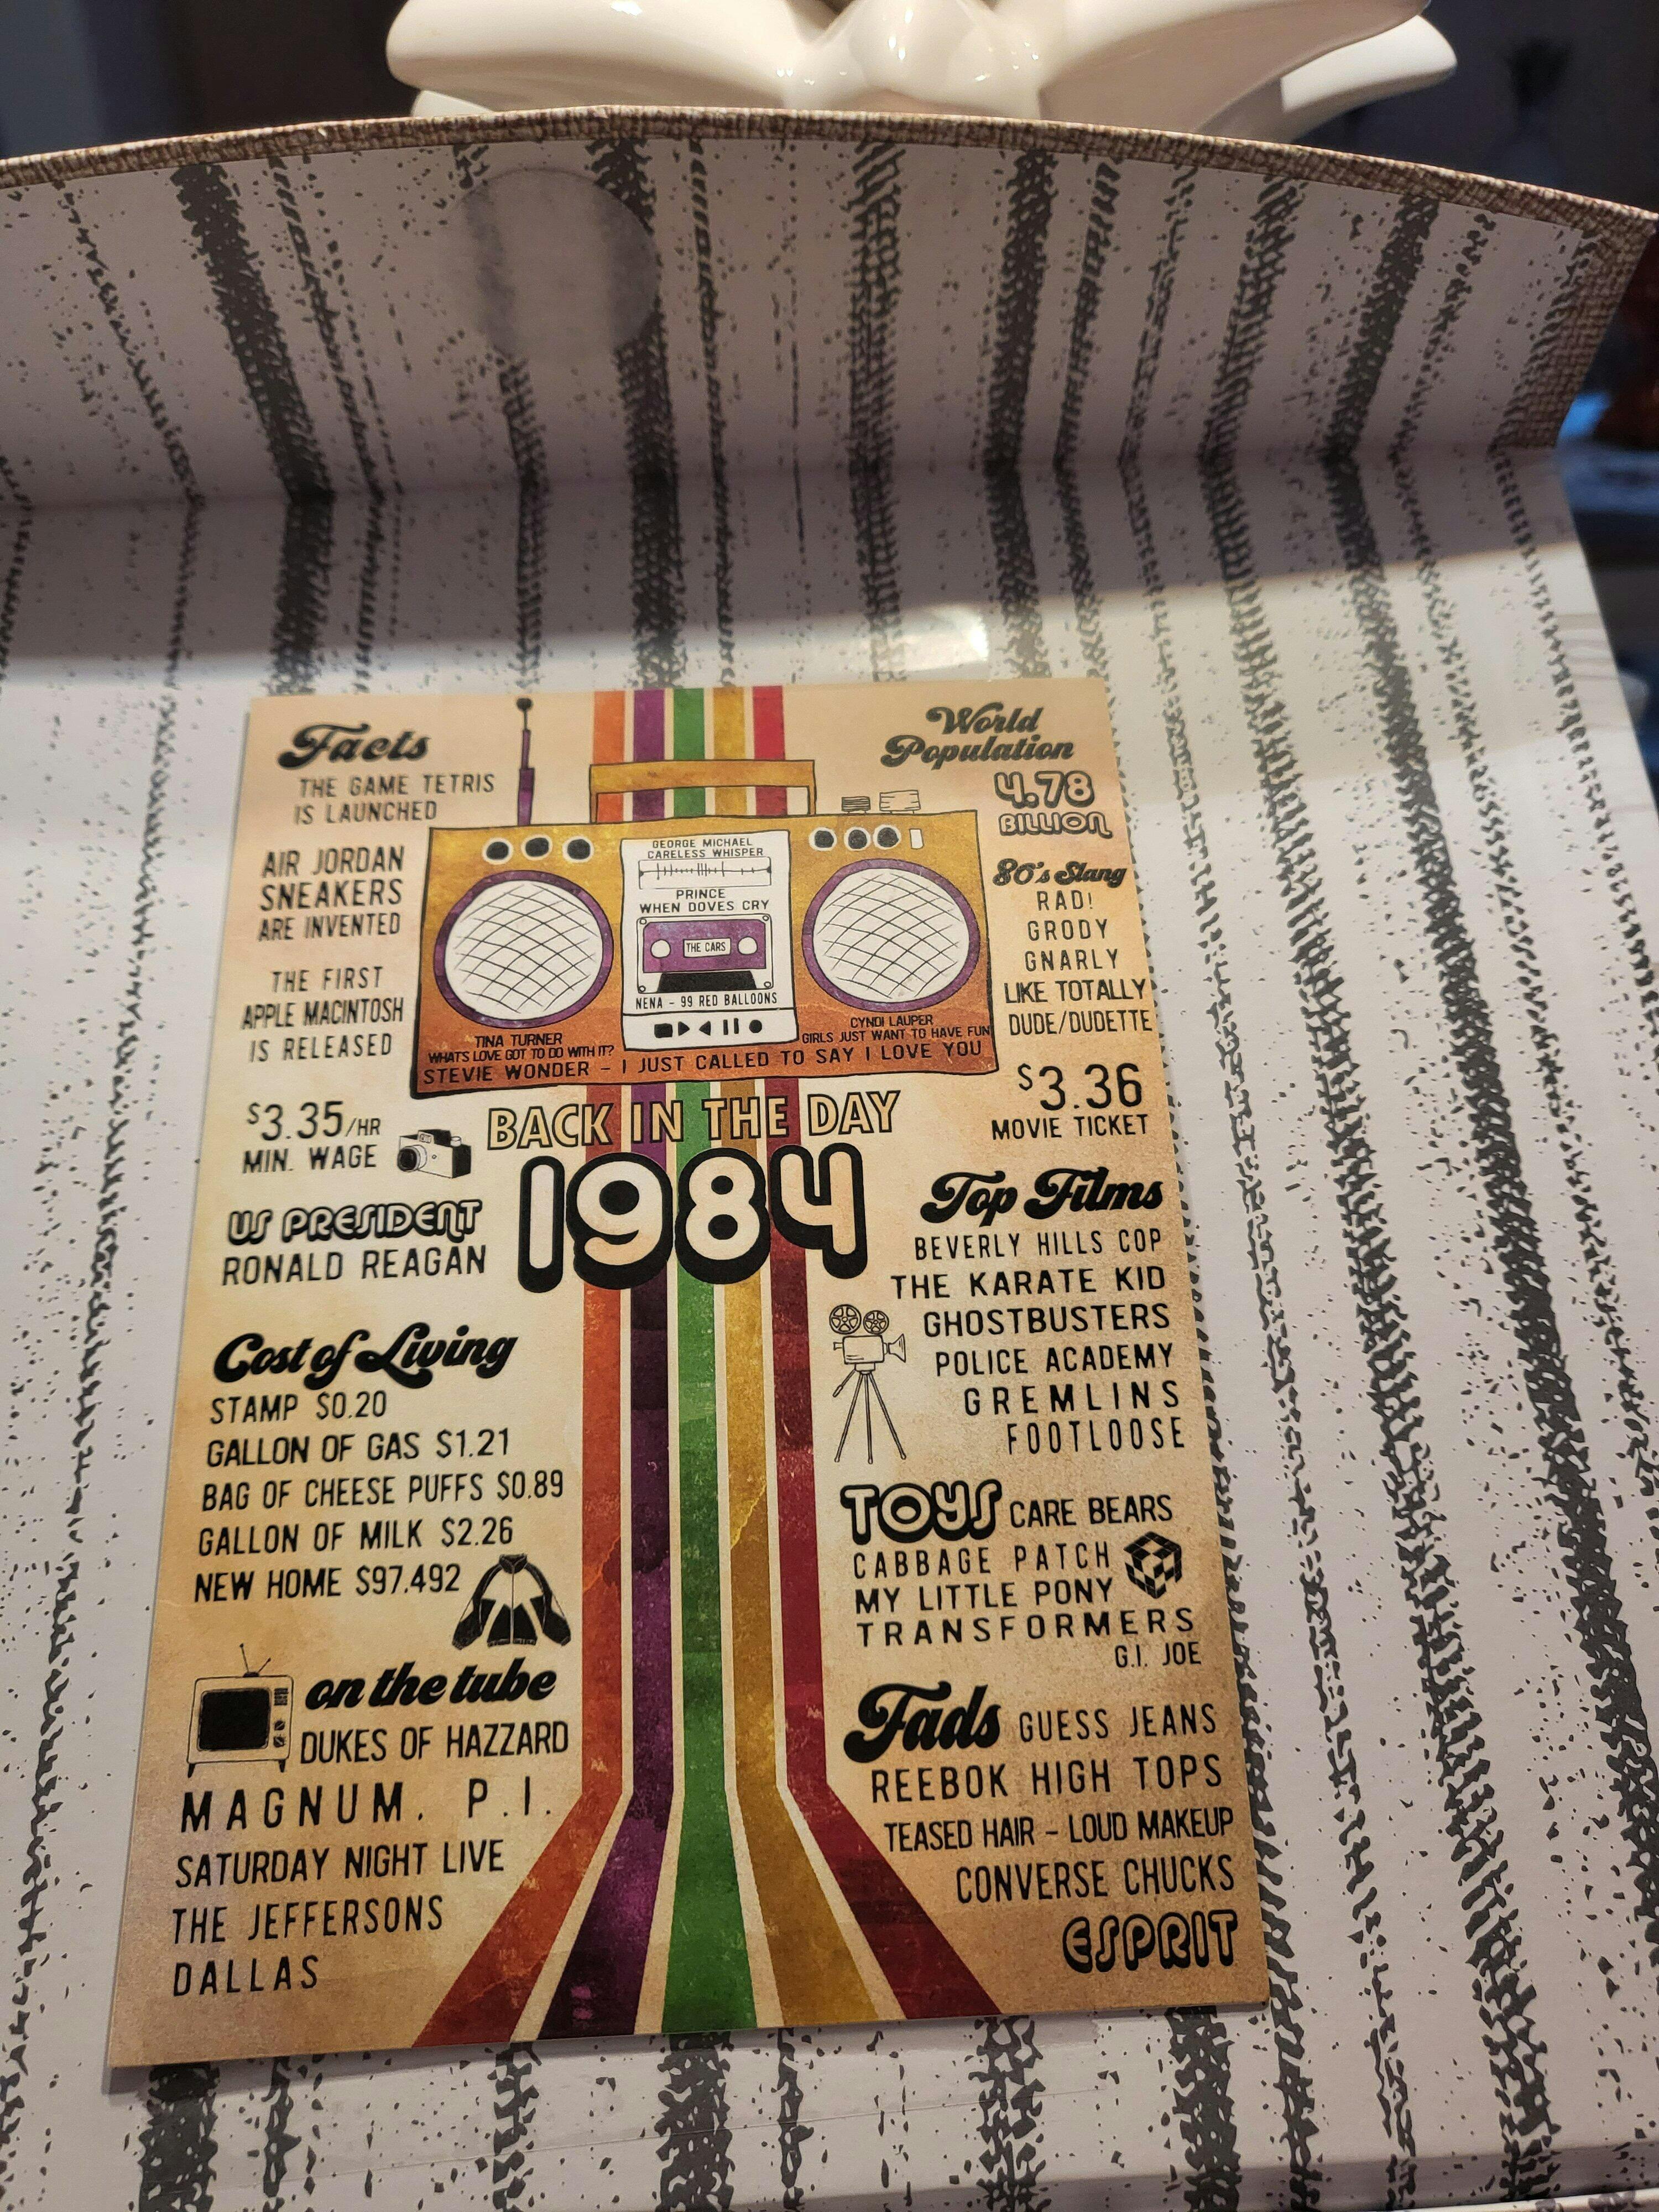 Facts
THE GAME TETRIS
IS LAUNCHED
AIR JORDAN
SNEAKERS
ARE INVENTED
THE FIRST
APPLE MACINTOSH
IS RELEASED
$3.35/HR
MIN. WAGE
US PRESIDENT
RONALD REAGAN
Cost of Living
STAMP $0.20
GALLON OF GAS $1.21
BAG OF CHEESE PUFFS $0.89
GALLON OF MILK $2.26
NEW HOME $97,492
on the tube
DUKES OF HAZZARD
MAGNUM, P.I.
SATURDAY NIGHT LIVE
THE JEFFERSONS
DALLAS
GEORGE MICHAEL
CARELESS WHISPER
PRINCE
WHEN DOVES CRY
THE CARS
NENA - 99 RED BALLOONS
TINA TURNER
WHATS LOVE GOT TO DO WITH IT?
CYNDI LAUPER
GIRLS JUST WANT TO HAVE FUN
STEVIE WONDER - I JUST CALLED TO SAY I LOVE YOU
BACK IN THE DAY
1984
World
Population
4.78
BILLION
80's Slang
RAD!
GRODY
GNARLY
LIKE TOTALLY
DUDE/DUDETTE
$3.36
MOVIE TICKET
Top Films
BEVERLY HILLS COP
THE KARATE KID
GHOSTBUSTERS
POLICE ACADEMY
GREMLINS
FOOTLOOSE
TOYS CARE BEARS
CABBAGE PATCH
MY LITTLE PONY
TRANSFORMERS
G.I. JOE
Fads GUESS JEANS
REEBOK HIGH TOPS
TEASED HAIR - LOUD MAKEUP
CONVERSE CHUCKS
ESPRIT